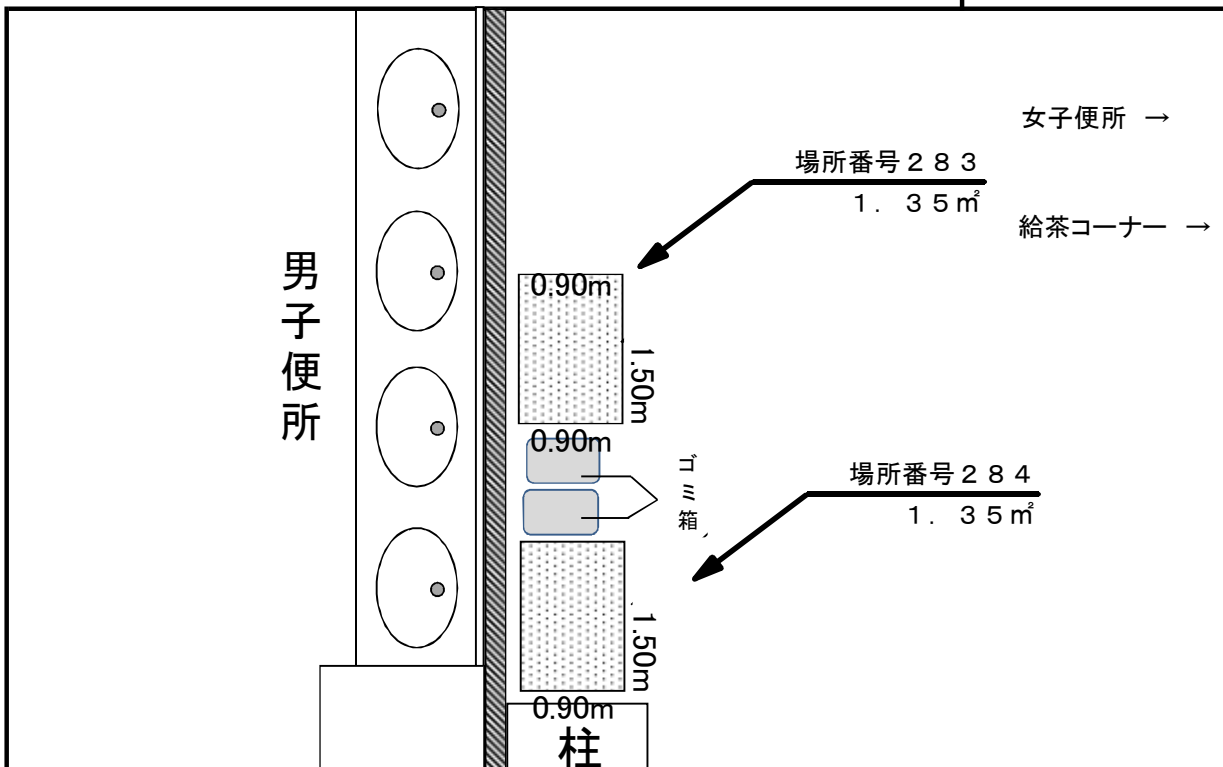 女子便所 →
場所番号２８３
１．３５㎡
給茶コーナー →
男子便所
0.90m
1.50m
0.90m
ゴミ箱
場所番号２８４
１．３５㎡
1.50m
0.90m
柱